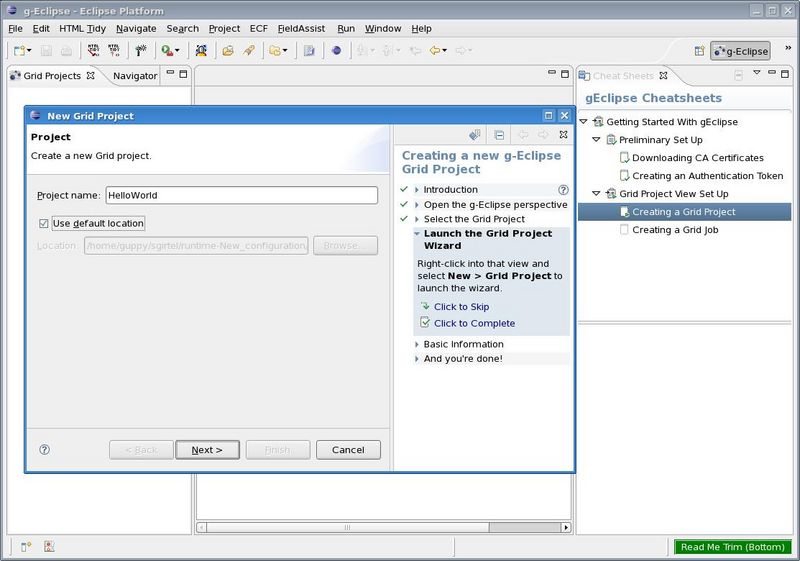 g-Eclipse - Eclipse Platform
File Edit HTML Tidy Navigate Search Project ECF FieldAssist Run Window Help
g-Eclipse
Grid Projects
Navigator
Cheat Sheets
gEclipse Cheatsheets
Getting Started With gEclipse
Preliminary Set Up
Downloading CA Certificates
Creating an Authentication Token
Grid Project View Set Up
Creating a Grid Project
Creating a Grid Job
New Grid Project
Project
Create a new Grid project.
Project name: HelloWorld
Use default location
Location: /home/guppy/sgirtel/runtime-New_configuration/ Browse...
< Back Next > Finish Cancel
Creating a new g-Eclipse
Grid Project
Introduction
Open the g-Eclipse perspective
Select the Grid Project
Launch the Grid Project
Wizard
Right-click into that view and
select New > Grid Project to
launch the wizard.
Click to Skip
Click to Complete
Basic Information
And you're done!
Read Me Trim (Bottom)